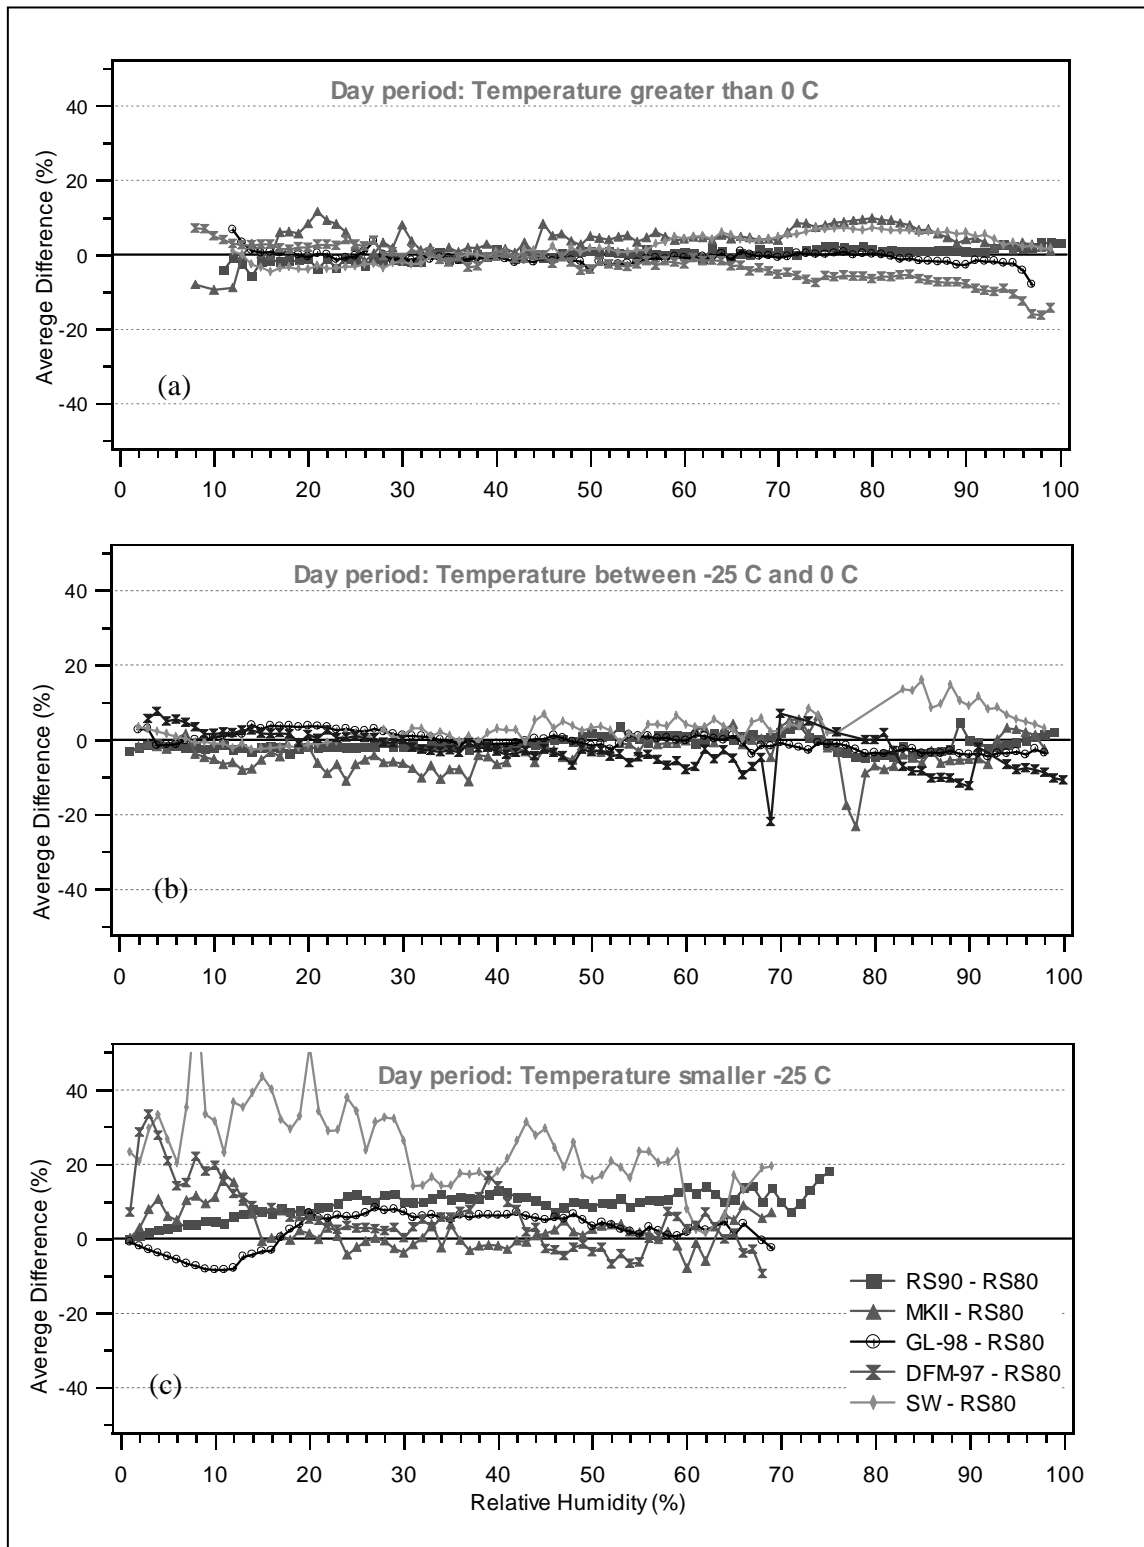 Day period: Temperature greater than 0 C
40
20
0
-20
-40
Averege Difference (%)
(a)
0 10 20 30 40 50 60 70 80 90 100
Day period: Temperature between -25 C and 0 C
40
20
0
-20
-40
Averege Difference (%)
(b)
0 10 20 30 40 50 60 70 80 90 100
Day period: Temperature smaller -25 C
40
20
0
-20
-40
Averege Difference (%)
(c)
RS90 - RS80
MKII - RS80
GL-98 - RS80
DFM-97 - RS80
SW - RS80
0 10 20 30 40 50 60 70 80 90 100
Relative Humidity (%)